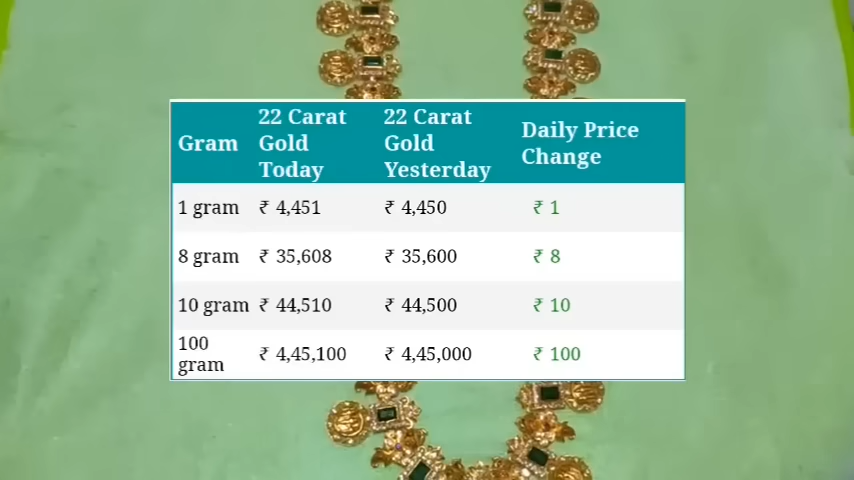 Gram 22 Carat Gold Today 22 Carat Gold Yesterday Daily Price Change
1 gram ₹ 4,451 ₹ 4,450 ₹ 1
8 gram ₹ 35,608 ₹ 35,600 ₹ 8
10 gram ₹ 44,510 ₹ 44,500 ₹ 10
100 gram ₹ 4,45,100 ₹ 4,45,000 ₹ 100